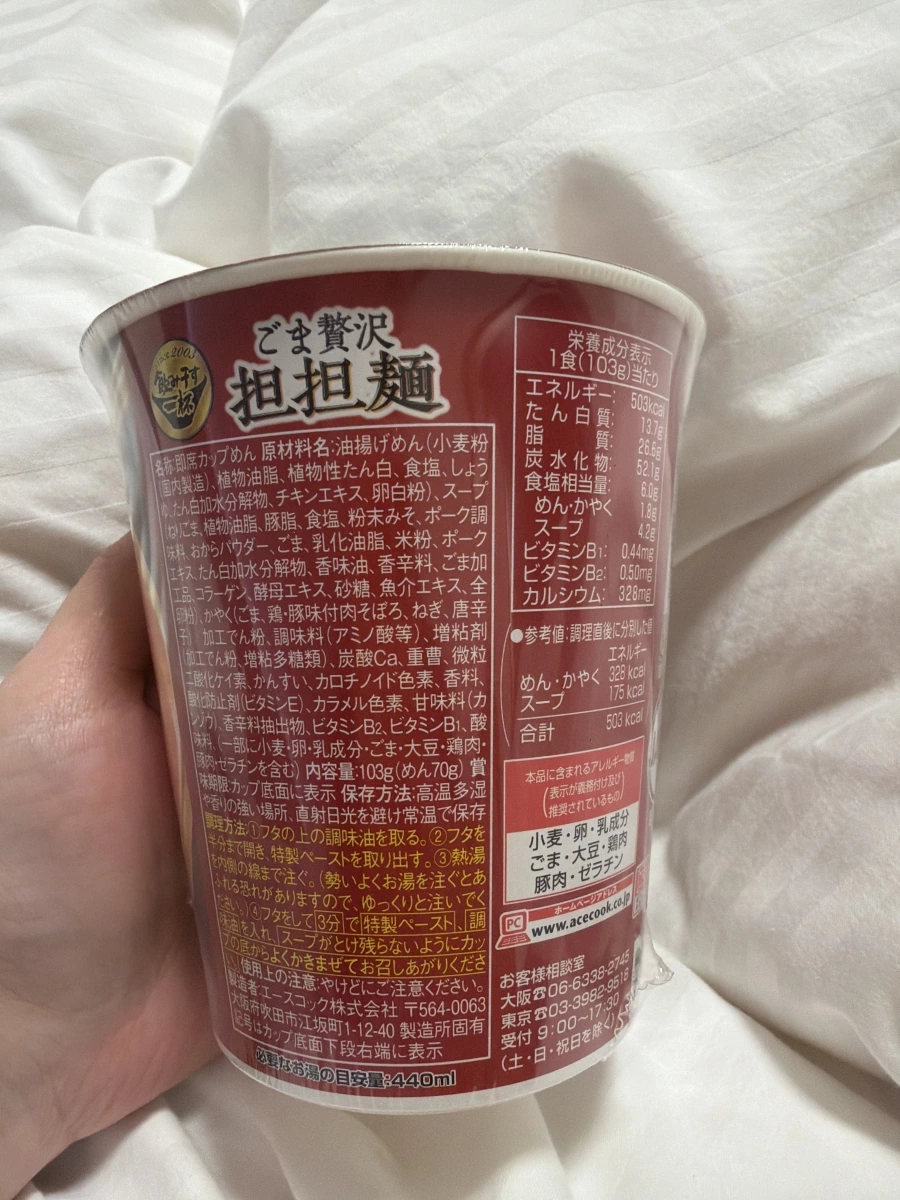 since 2003
飲み干す
一杯
ごま贅沢
担担麺
名称:即席カップめん 原材料名:油揚げめん(小麦粉
(国内製造)、植物油脂、植物性たん白、食塩、しょう
ゆ、たん白加水分解物、チキンエキス、卵白粉)、スープ
(ねりごま、植物油脂、豚脂、食塩、粉末みそ、ポーク調
味料、おからパウダー、ごま、乳化油脂、米粉、ポーク
エキス、たん白加水分解物、香味油、香辛料、ごま加
工品、コラーゲン、酵母エキス、砂糖、魚介エキス、全
卵粉)、かやく(ごま、鶏・豚味付肉そぼろ、ねぎ、唐辛
子)/加工でん粉、調味料(アミノ酸等)、増粘剤
(加工でん粉、増粘多糖類)、炭酸Ca、重曹、微粒
二酸化ケイ素、かんすい、カロチノイド色素、香料、
酸化防止剤(ビタミンE)、カラメル色素、甘味料(カ
ンゾウ)、香辛料抽出物、ビタミンB2、ビタミンB1、酸
味料、(一部に小麦・卵・乳成分・ごま・大豆・鶏肉・
豚肉・ゼラチンを含む) 内容量:103g(めん70g) 賞
味期限:カップ底面に表示 保存方法:高温多湿
や香りの強い場所、直射日光を避け常温で保存
調理方法:①フタの上の調味油を取る。②フタを
半分まで開き、特製ペーストを取り出す。③熱湯
を内側の線まで注ぐ。(勢いよくお湯を注ぐとあ
ふれる恐れがありますので、ゆっくりと注いでく
ださい。)④フタをして3分で特製ペースト、調
味油を入れ、スープがとけ残らないようにカッ
プの底からよくかきまぜてお召しあがりくださ
い。使用上の注意:やけどにご注意ください。
製造者:エースコック株式会社 〒564-0063
大阪府吹田市江坂町1-12-40 製造所固有
記号はカップ底面下段右端に表示
必要なお湯の目安量:440ml
栄養成分表示
1食(103g)当たり
エネルギー: 503kcal
たん白質: 13.7g
脂質: 26.6g
炭水化物: 52.1g
食塩相当量: 6.0g
めん・かやく 1.8g
スープ 4.2g
ビタミンB1: 0.44mg
ビタミンB2: 0.50mg
カルシウム: 328mg
●参考値:調理直後に分別した値
エネルギー
めん・かやく 328 kcal
スープ 175 kcal
合計 503 kcal
本品に含まれるアレルギー物質
(表示が義務付け及び
推奨されているもの)
小麦・卵・乳成分
ごま・大豆・鶏肉
豚肉・ゼラチン
PC
ホームページアドレス
www.acecook.co.jp
お客様相談室
大阪☎06-6338-2745
東京☎03-3982-9518
受付 9:00〜17:30
(土・日・祝日を除く)